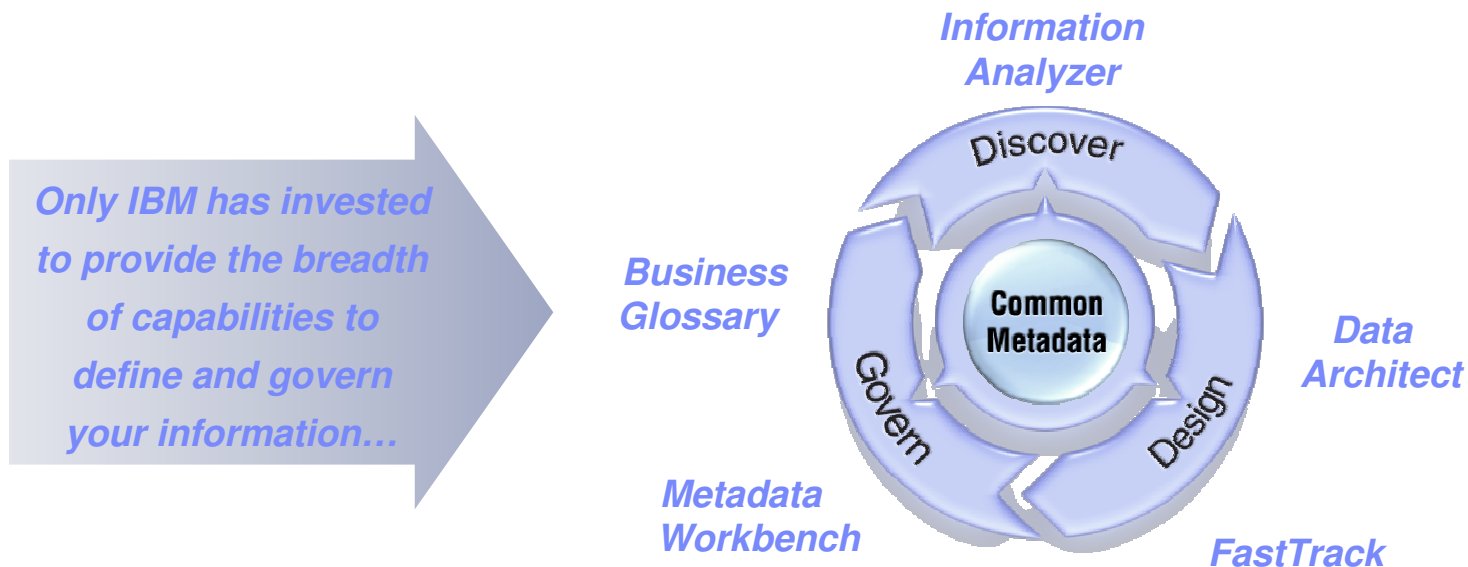 Only IBM has invested
to provide the breadth
of capabilities to
define and govern
your information…
Information
Analyzer
Discover
Business
Glossary
Common
Metadata
Data
Architect
Govern
Design
Metadata
Workbench
FastTrack